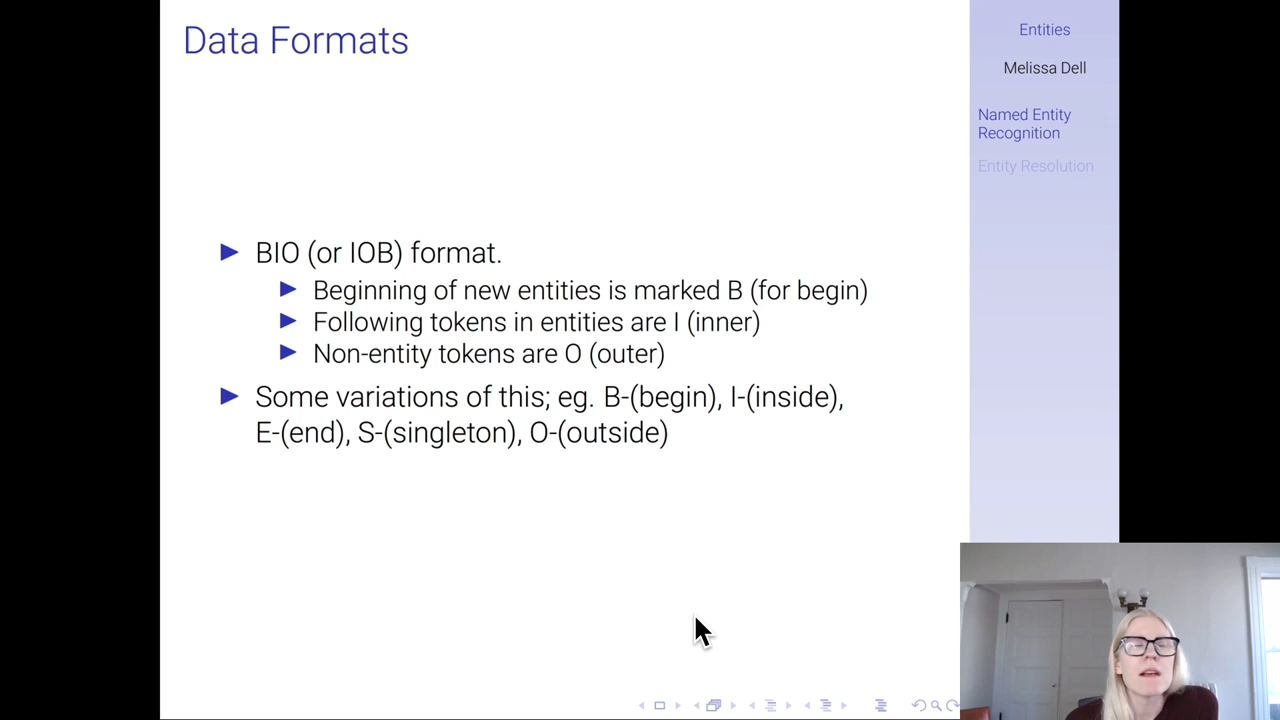 Data Formats
BIO (or IOB) format.
Beginning of new entities is marked B (for begin)
Following tokens in entities are I (inner)
Non-entity tokens are O (outer)
Some variations of this; eg. B-(begin), I-(inside),
E-(end), S-(singleton), O-(outside)
Entities
Melissa Dell
Named Entity
Recognition
Entity Resolution